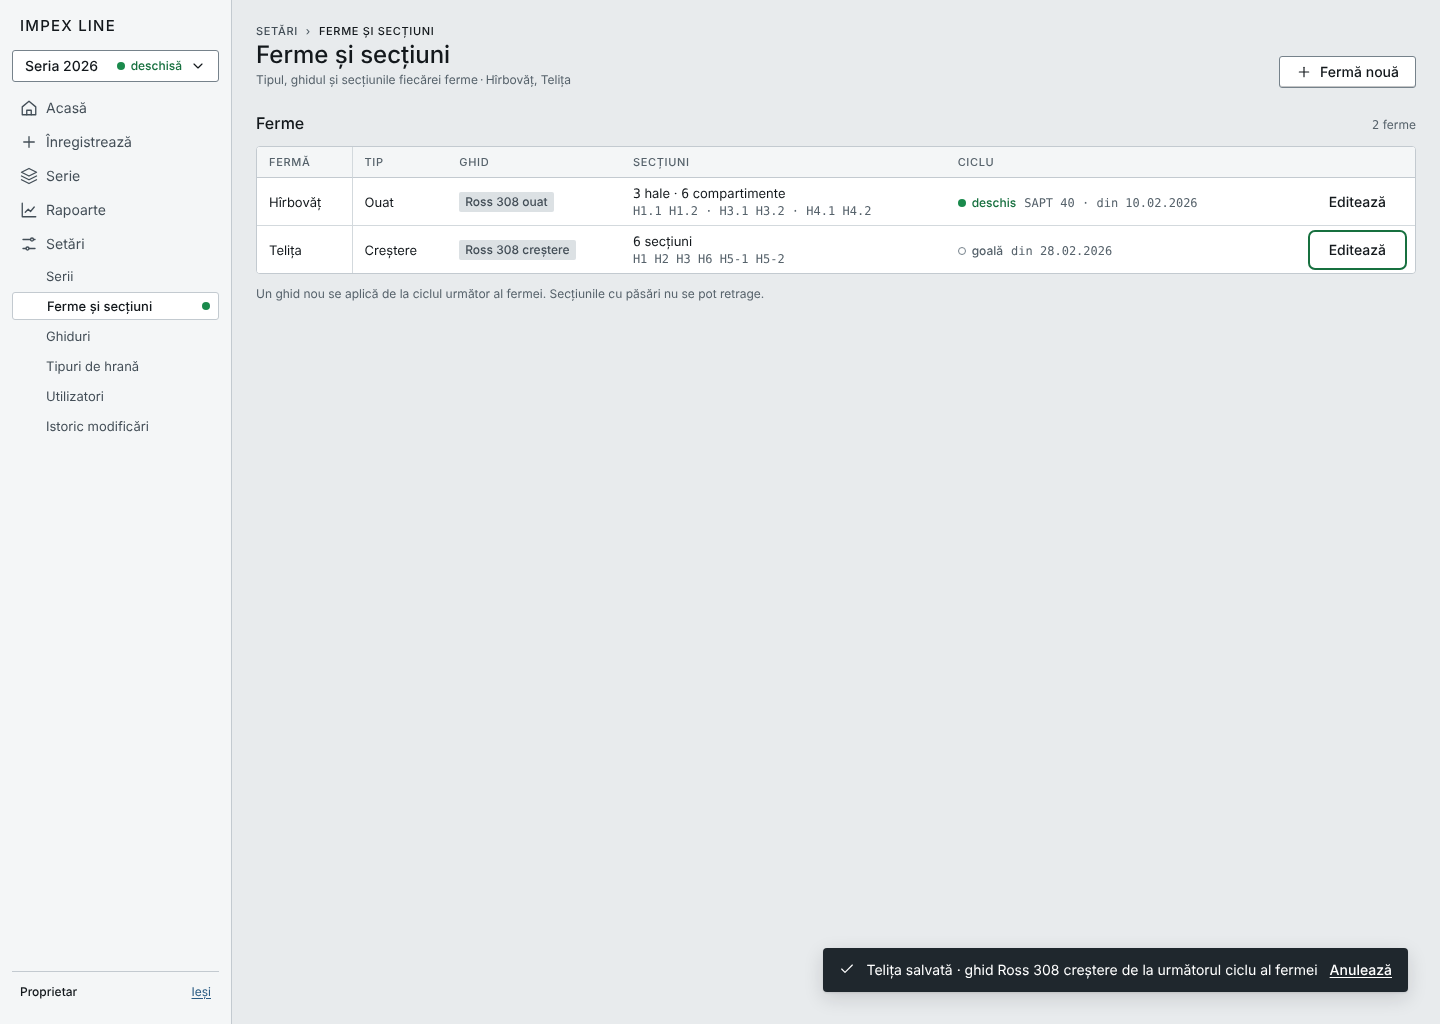 IMPEX LINE
Seria 2026 deschisă
Acasă
Înregistrează
Serie
Rapoarte
Setări
Serii
Ferme și secțiuni
Ghiduri
Tipuri de hrană
Utilizatori
Istoric modificări
Proprietar Ieși
SETĂRI › FERME ȘI SECȚIUNI
Ferme și secțiuni
Tipul, ghidul și secțiunile fiecărei ferme · Hîrbovăț, Telița
Fermă nouă
Ferme 2 ferme
FERMĂ TIP GHID SECȚIUNI CICLU
Hîrbovăț Ouat Ross 308 ouat 3 hale · 6 compartimente deschis SAPT 40 · din 10.02.2026 Editează
H1.1 H1.2 · H3.1 H3.2 · H4.1 H4.2
Telița Creștere Ross 308 creștere 6 secțiuni goală din 28.02.2026 Editează
H1 H2 H3 H6 H5-1 H5-2
Un ghid nou se aplică de la ciclul următor al fermei. Secțiunile cu păsări nu se pot retrage.
Telița salvată · ghid Ross 308 creștere de la următorul ciclu al fermei Anulează